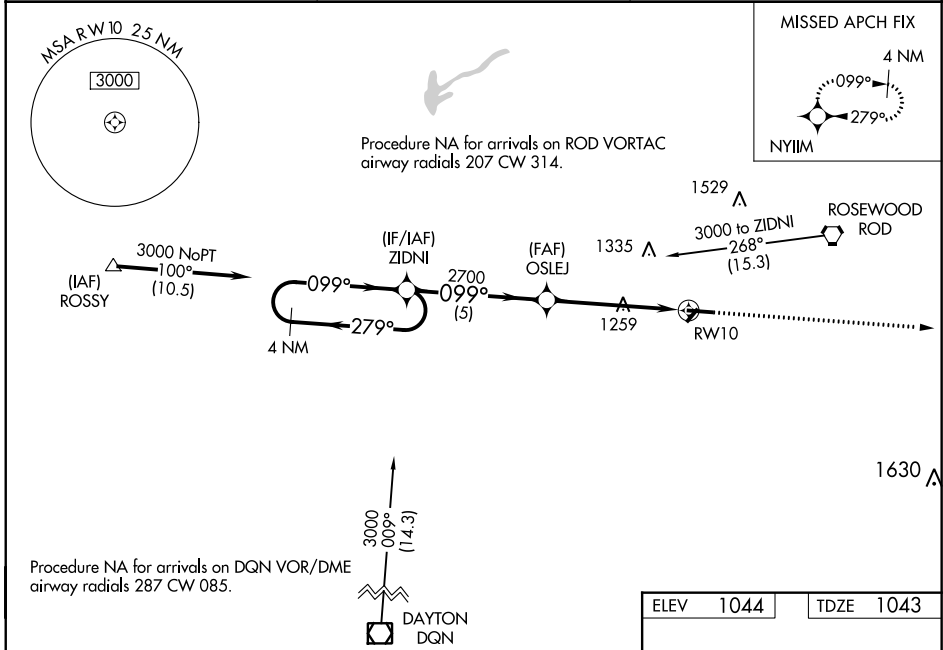 MSA RW10 25 NM
3000
MISSED APCH FIX
4 NM
099°
279°
NYIIM
Procedure NA for arrivals on ROD VORTAC
airway radials 207 CW 314.
1529
ROSEWOOD
ROD
3000 to ZIDNI
268°
(15.3)
1335
(IF/IAF)
ZIDNI
(FAF)
OSLEJ
3000 NoPT
100°
(10.5)
(IAF)
ROSSY
099°
279°
4 NM
2700
099°
(5)
1259
RW10
1630
3000
009°
(14.3)
Procedure NA for arrivals on DQN VOR/DME
airway radials 287 CW 085.
DAYTON
DQN
ELEV 1044
TDZE 1043